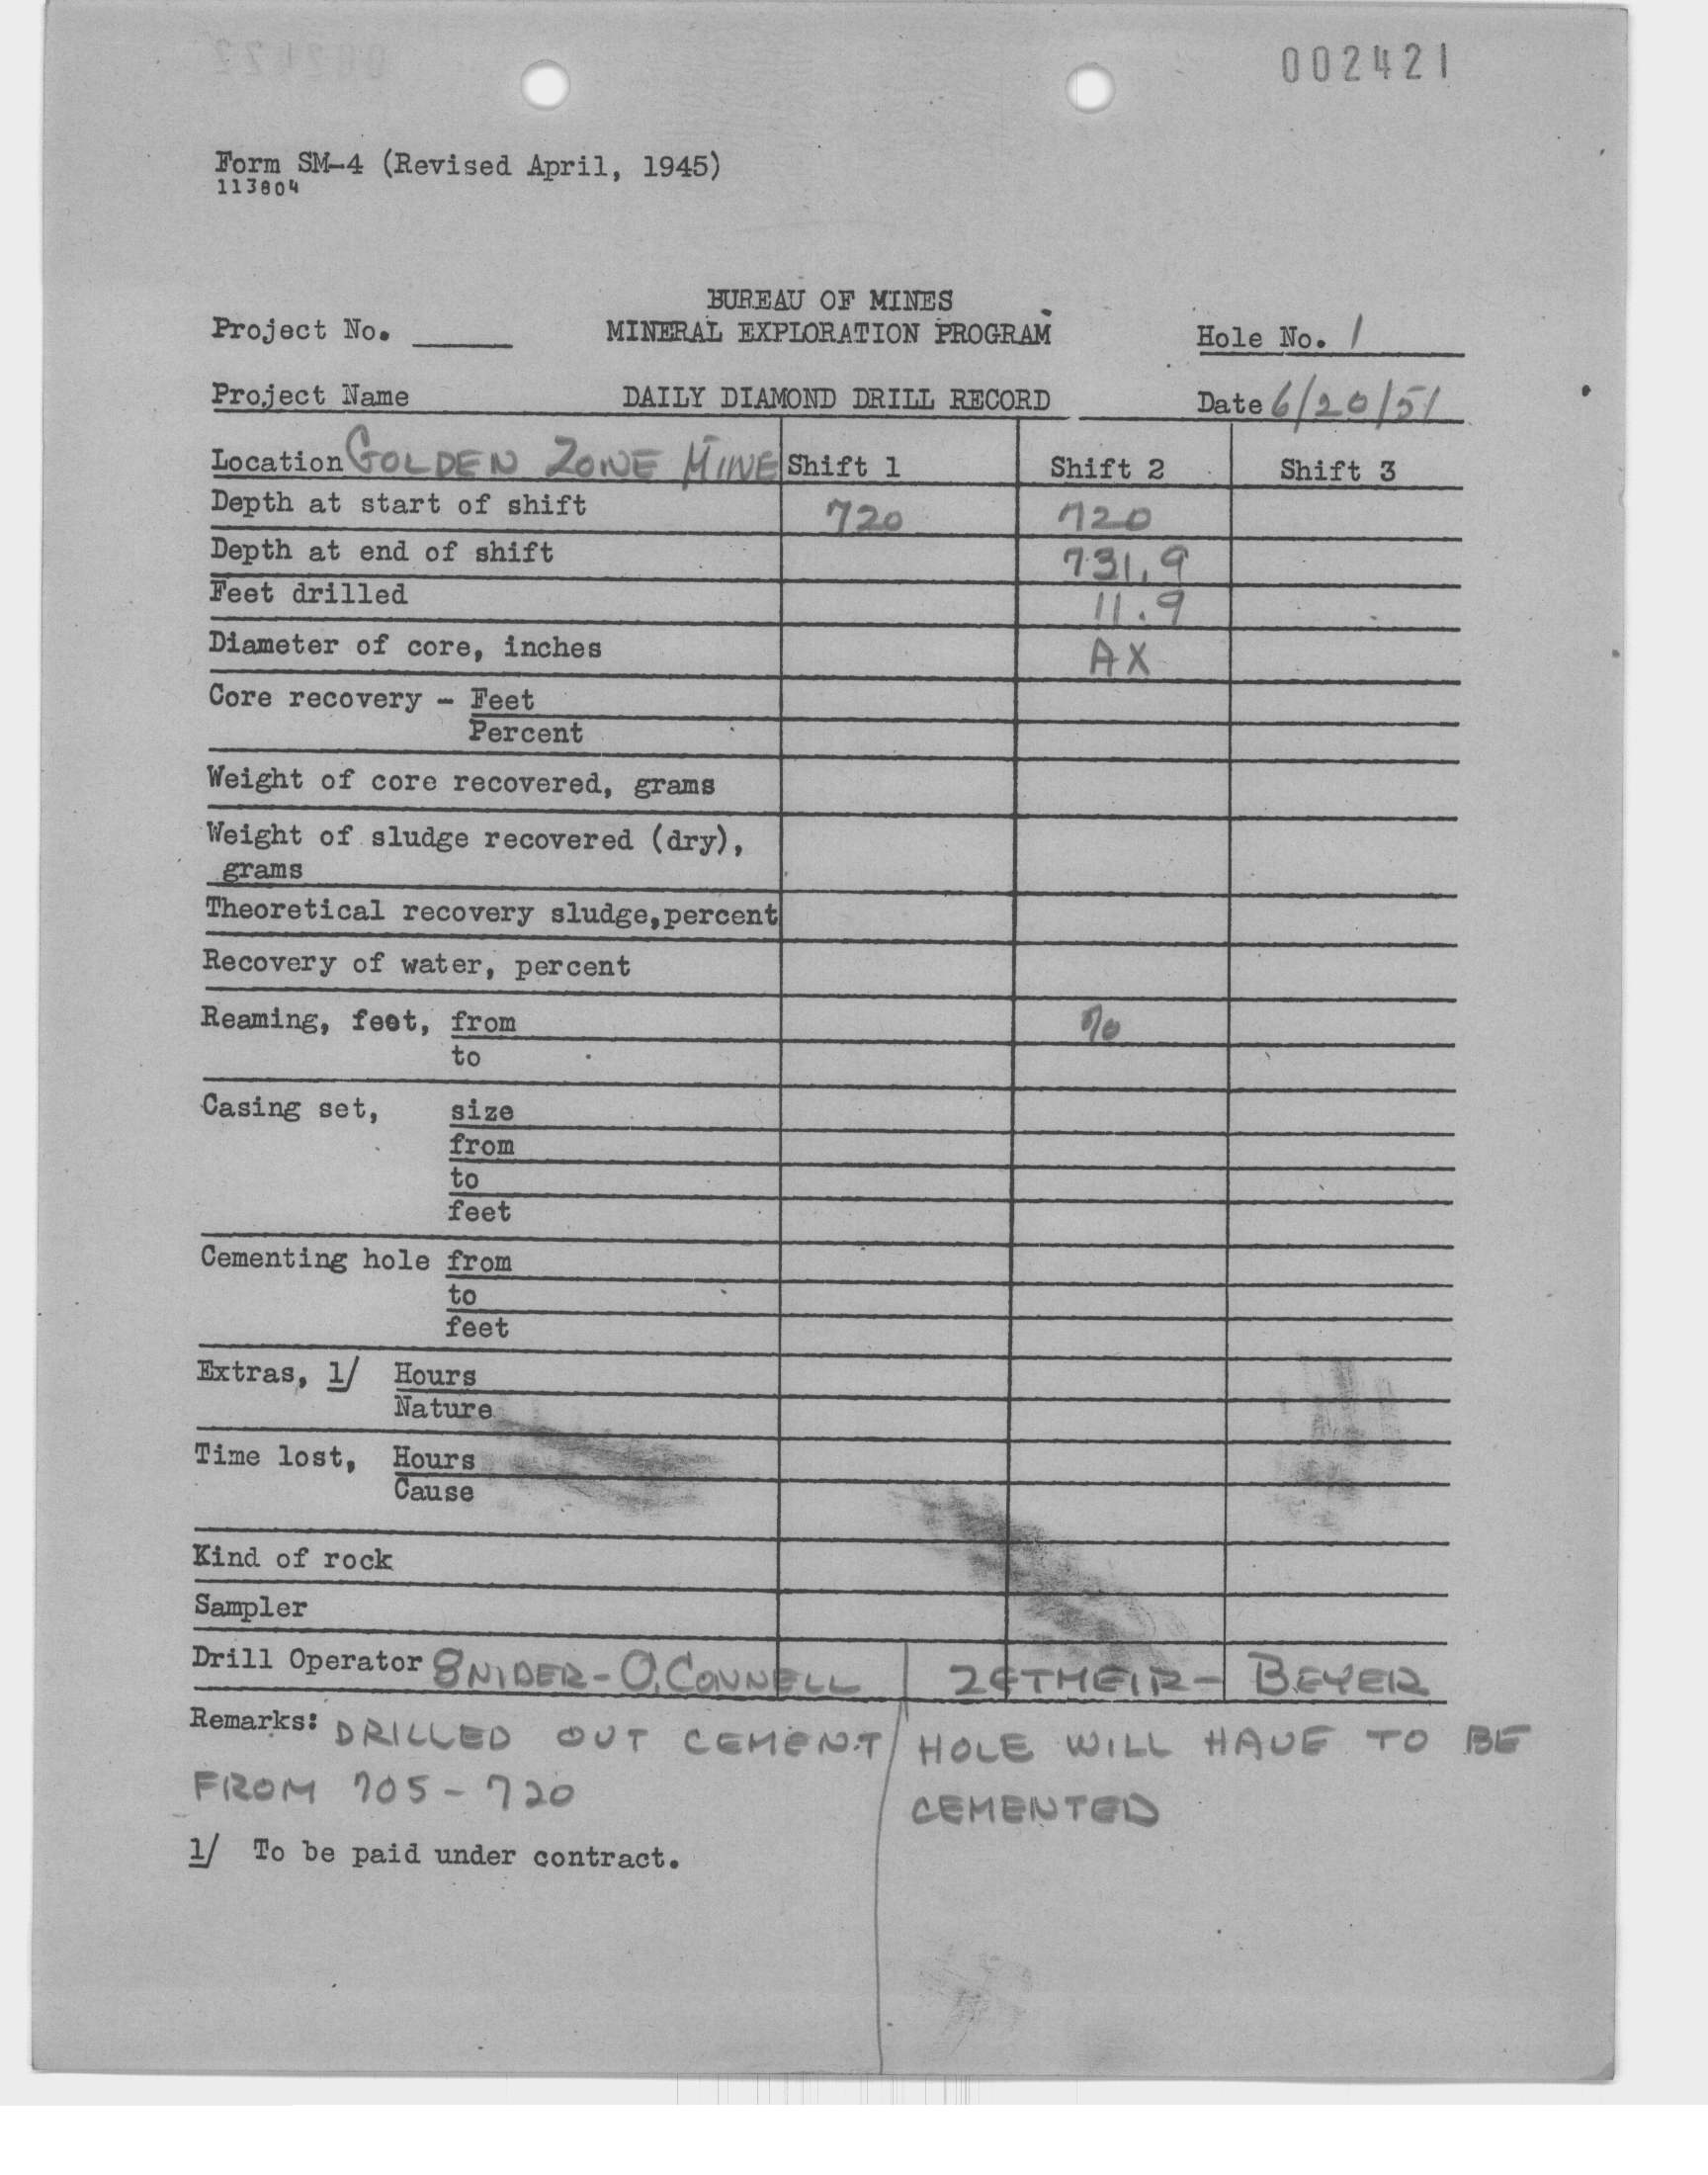 002421
Form SM-4 (Revised April, 1945)
113804
BUREAU OF MINES
Project No. MINERAL EXPLORATION PROGRAM Hole No. 1
Project Name DAILY DIAMOND DRILL RECORD Date 6/20/51
Location GOLDEN ZONE MINE Shift 1 Shift 2 Shift 3
Depth at start of shift 720 720
Depth at end of shift 731.9
Feet drilled 11.9
Diameter of core, inches AX
Core recovery - Feet
Percent
Weight of core recovered, grams
Weight of sludge recovered (dry),
grams
Theoretical recovery sludge, percent
Recovery of water, percent
Reaming, feet, from
to
Casing set, size
from
to
feet
Cementing hole from
to
feet
Extras, 1/ Hours
Nature
Time lost, Hours
Cause
Kind of rock
Sampler
Drill Operator SNIDER - O'CONNELL BEYER
Remarks: DRILLED OUT CEMENT HOLE WILL HAVE TO BE
FROM 705 - 720 CEMENTED
1/ To be paid under contract.